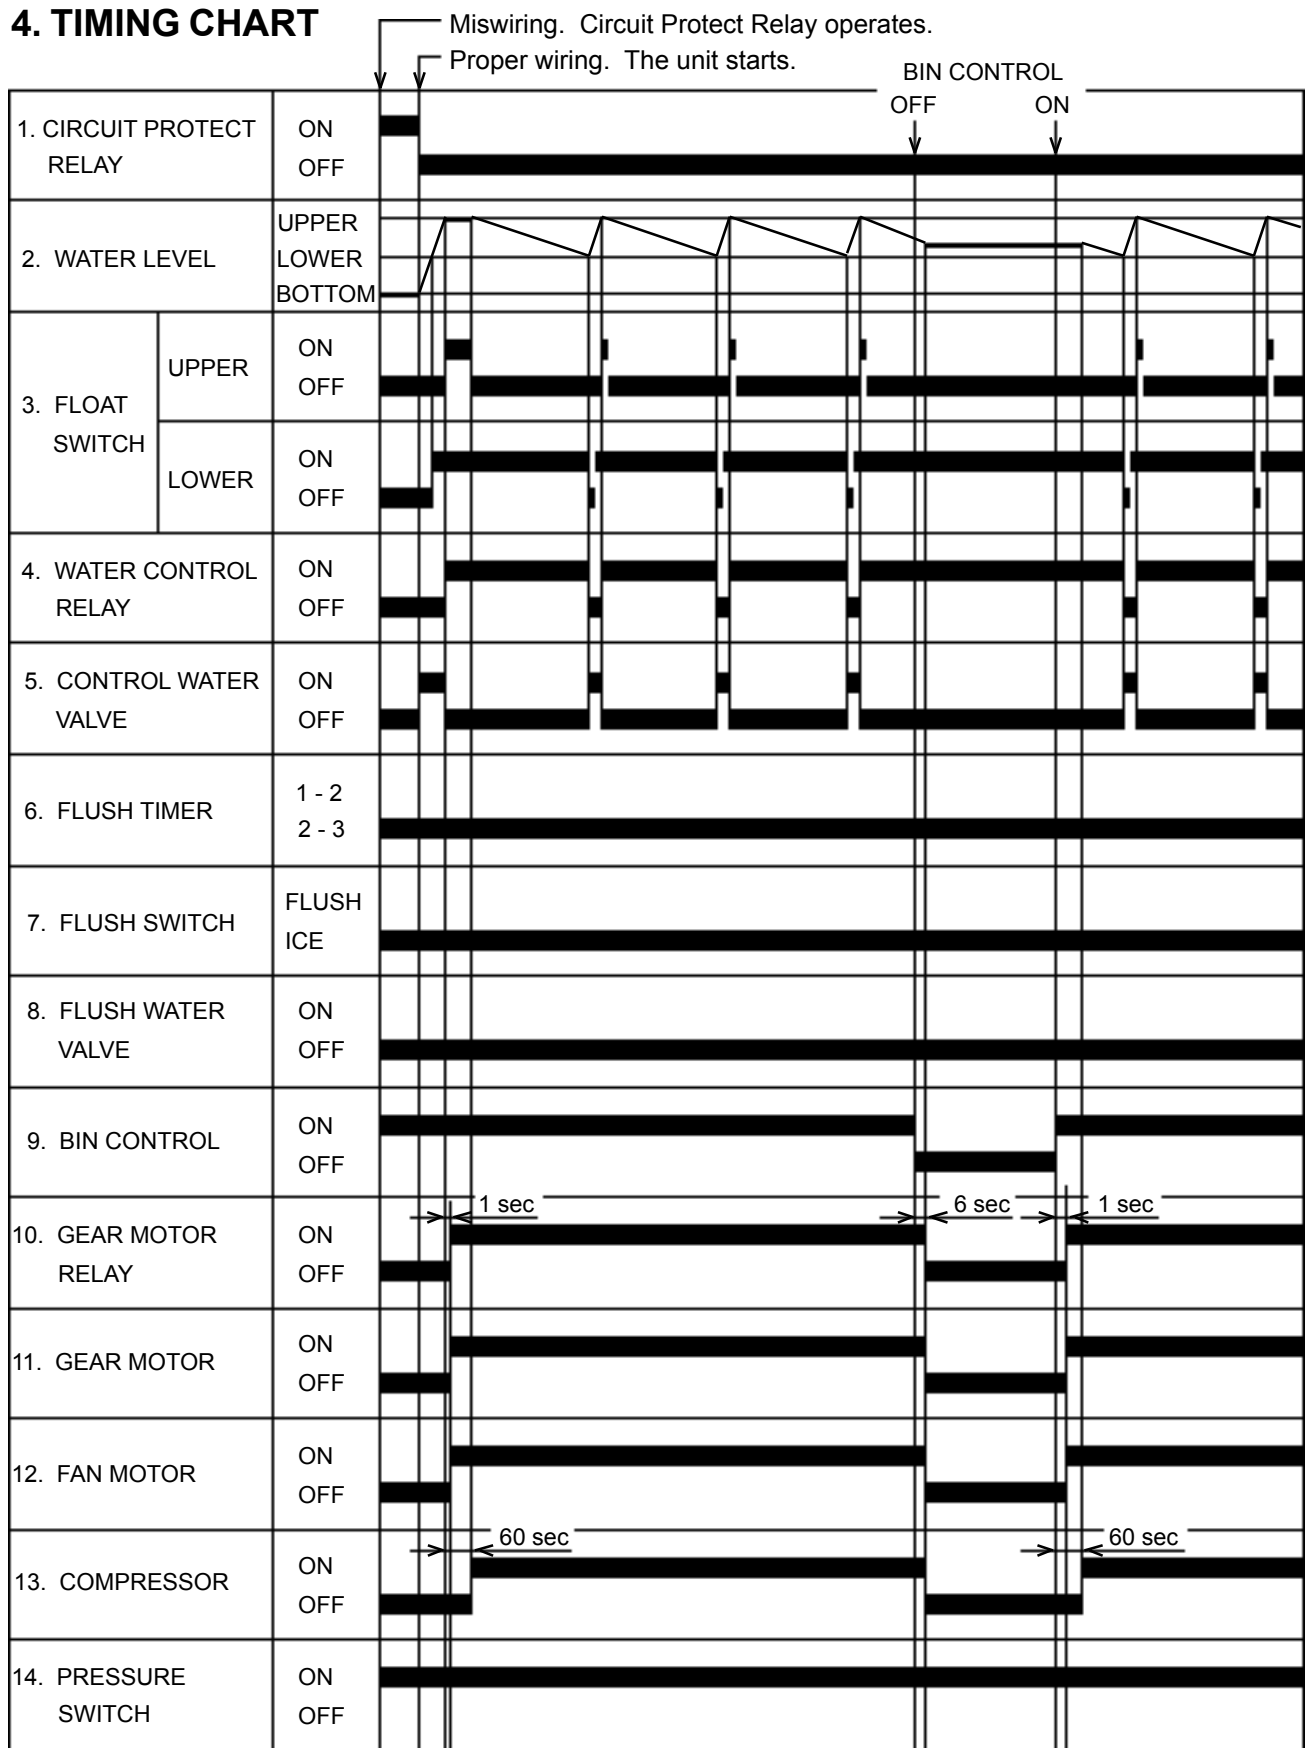 4. TIMING CHART
Miswiring. Circuit Protect Relay operates.
Proper wiring. The unit starts.
BIN CONTROL
OFF ON
1. CIRCUIT PROTECT
RELAY
ON
OFF
2. WATER LEVEL
UPPER
LOWER
BOTTOM
3. FLOAT
SWITCH
UPPER
ON
OFF
LOWER
ON
OFF
4. WATER CONTROL
RELAY
ON
OFF
5. CONTROL WATER
VALVE
ON
OFF
6. FLUSH TIMER
1 - 2
2 - 3
7. FLUSH SWITCH
FLUSH
ICE
8. FLUSH WATER
VALVE
ON
OFF
9. BIN CONTROL
ON
OFF
10. GEAR MOTOR
RELAY
ON
OFF
1 sec
6 sec
1 sec
11. GEAR MOTOR
ON
OFF
12. FAN MOTOR
ON
OFF
13. COMPRESSOR
ON
OFF
60 sec
60 sec
14. PRESSURE
SWITCH
ON
OFF